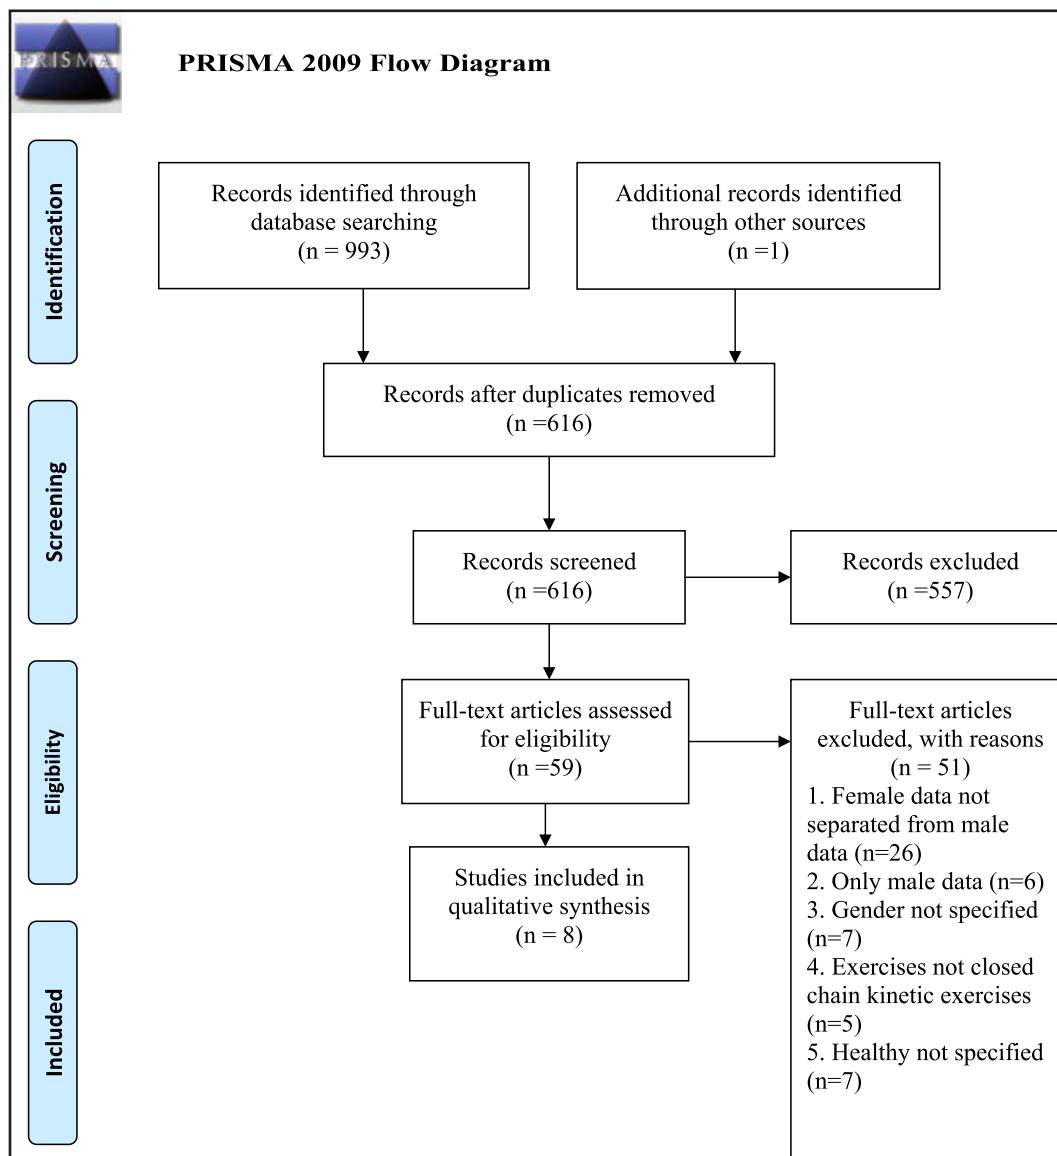 PRISMA
PRISMA 2009 Flow Diagram
Identification
Records identified through
database searching
(n = 993)
Additional records identified
through other sources
(n =1)
Records after duplicates removed
(n =616)
Screening
Records screened
(n =616)
Records excluded
(n =557)
Eligibility
Full-text articles assessed
for eligibility
(n =59)
Full-text articles
excluded, with reasons
(n = 51)
1. Female data not
separated from male
data (n=26)
2. Only male data (n=6)
3. Gender not specified
(n=7)
4. Exercises not closed
chain kinetic exercises
(n=5)
5. Healthy not specified
(n=7)
Studies included in
qualitative synthesis
(n = 8)
Included